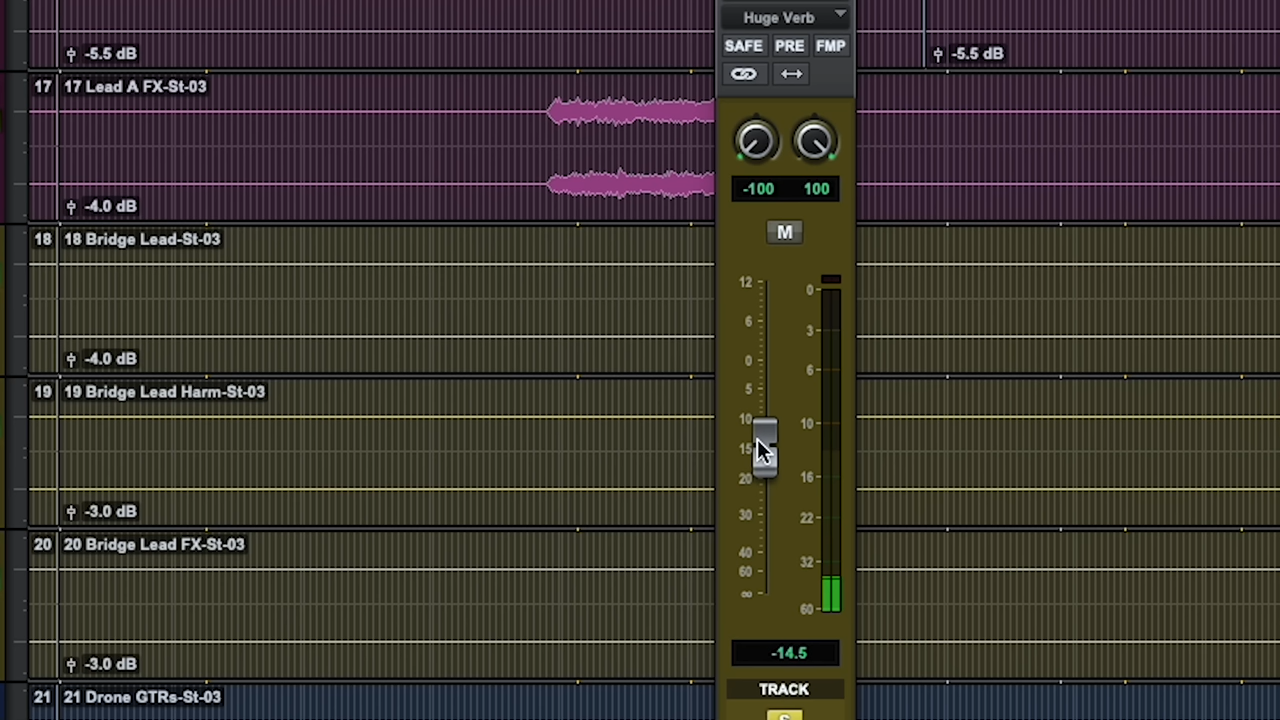 Huge Verb
SAFE PRE FMP
-5.5 dB
-5.5 dB
17 17 Lead A FX-St-03
-4.0 dB
-100 100
M
18 18 Bridge Lead-St-03
-4.0 dB
12
6
0
5
10
15
20
30
40
60
∞
0
3
6
10
16
22
32
60
19 19 Bridge Lead Harm-St-03
-3.0 dB
20 20 Bridge Lead FX-St-03
-3.0 dB
-14.5
TRACK
S
21 21 Drone GTRs-St-03